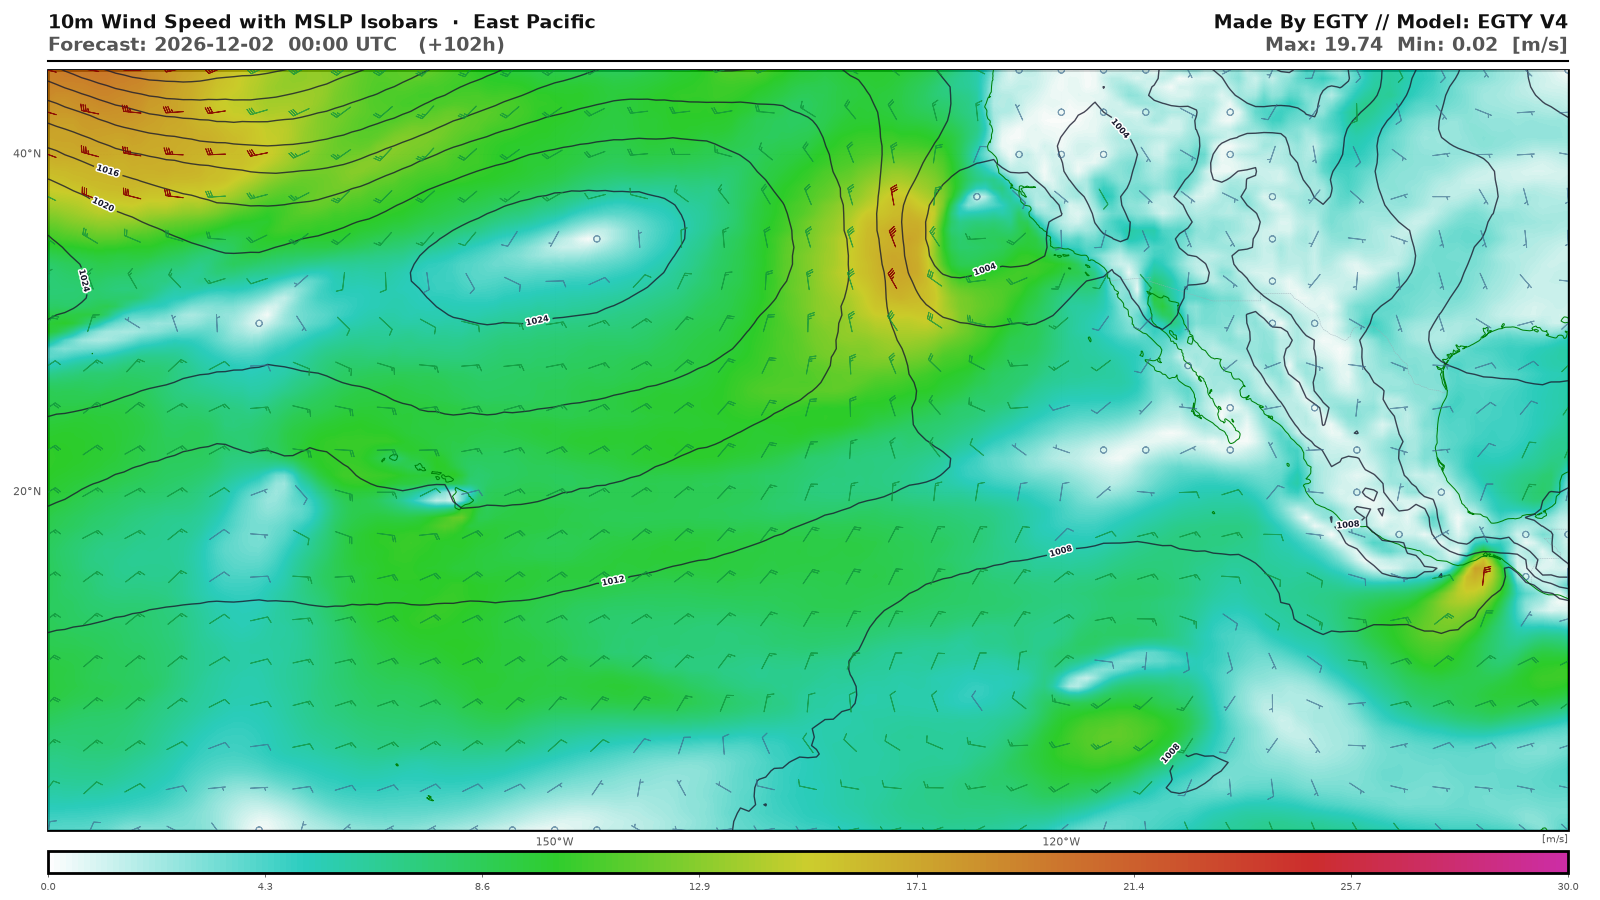 10m Wind Speed with MSLP Isobars · East Pacific
Made By EGTY // Model: EGTY V4
Forecast: 2026-12-02 00:00 UTC (+102h)
Max: 19.74 Min: 0.02 [m/s]
1004
40°N
1016
1020
1004
1024
1024
20°N
1008
1008
1012
1008
150°W
120°W
[m/s]
0.0
4.3
8.6
12.9
17.1
21.4
25.7
30.0